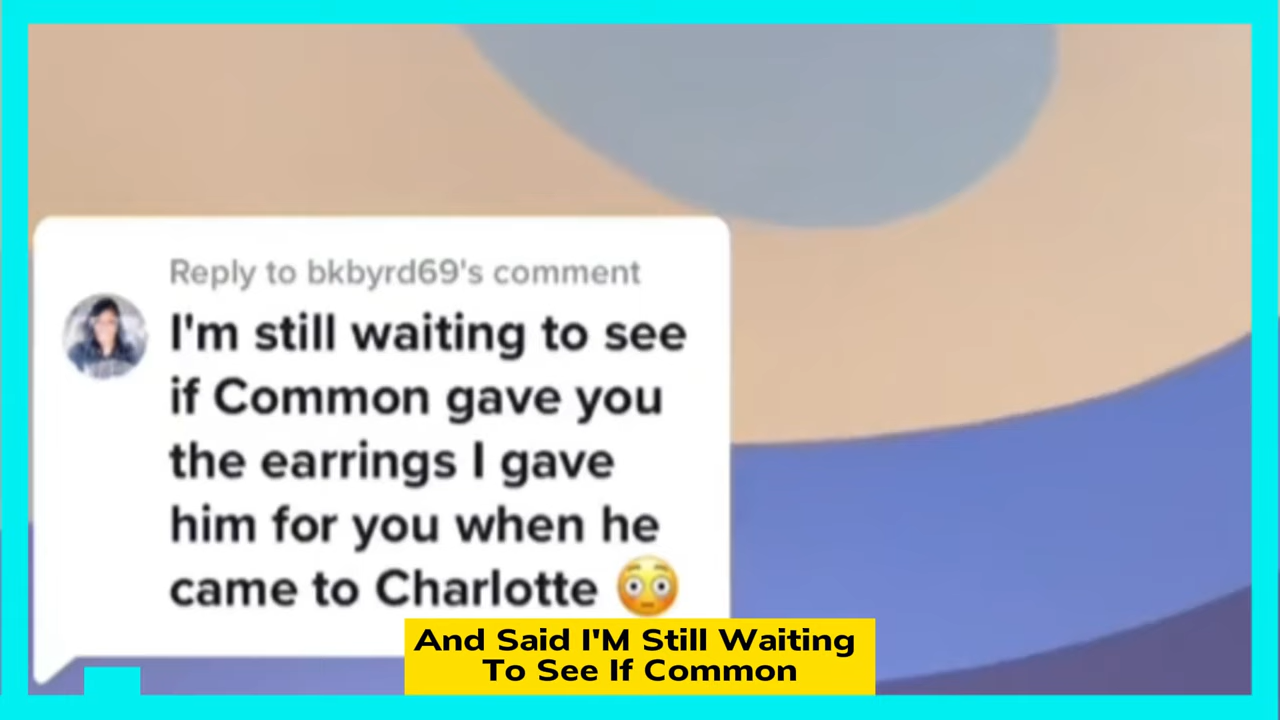 Reply to bkbyrd69's comment
I'm still waiting to see
if Common gave you
the earrings I gave
him for you when he
came to Charlotte 😳
And Said I'M Still Waiting
To See If Common